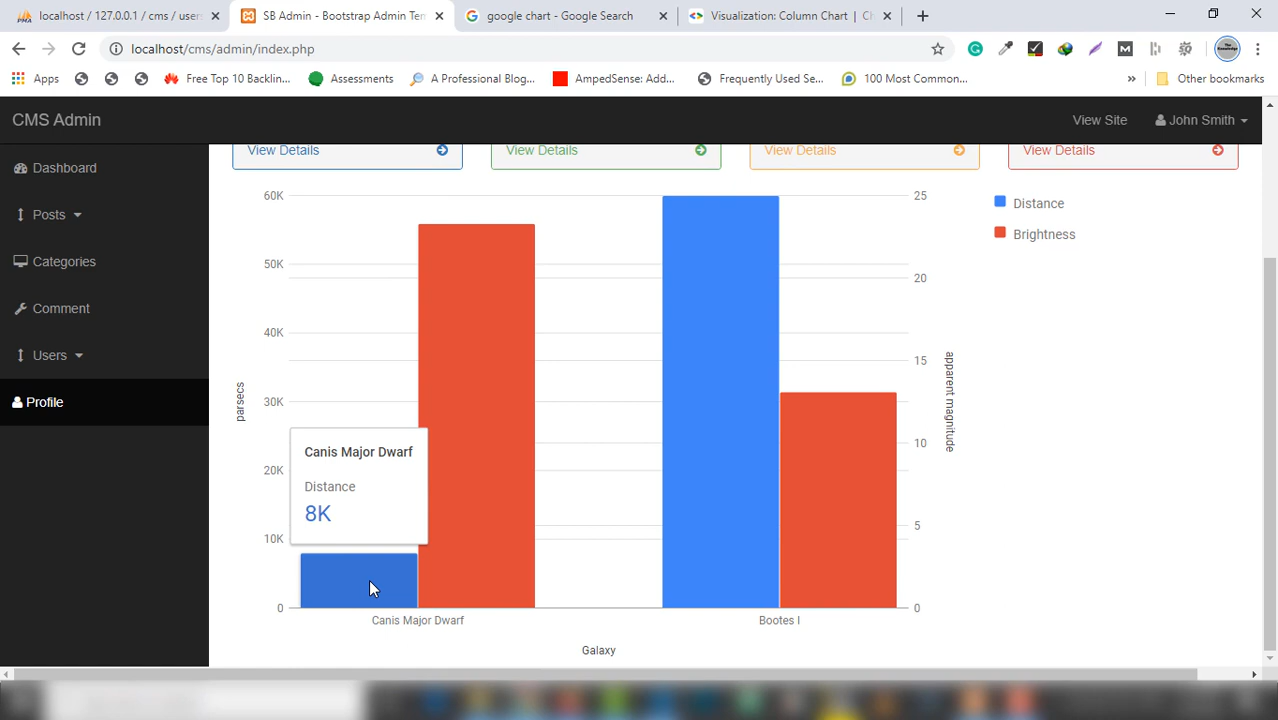 localhost / 127.0.0.1 / cms / user
SB Admin - Bootstrap Admin Ten
google chart - Google Search
Visualization: Column Chart | Ch
localhost/cms/admin/index.php
Apps
Free Top 10 Backlin...
Assessments
A Professional Blog...
AmpedSense: Add...
Frequently Used Se...
100 Most Common...
»
Other bookmarks
CMS Admin
View Site
John Smith
Dashboard
Posts
Categories
Comment
Users
Profile
View Details
View Details
View Details
View Details
60K
50K
40K
30K
20K
10K
0
parsecs
25
20
15
10
5
0
apparent magnitude
Distance
Brightness
Canis Major Dwarf
Distance
8K
Canis Major Dwarf
Bootes I
Galaxy